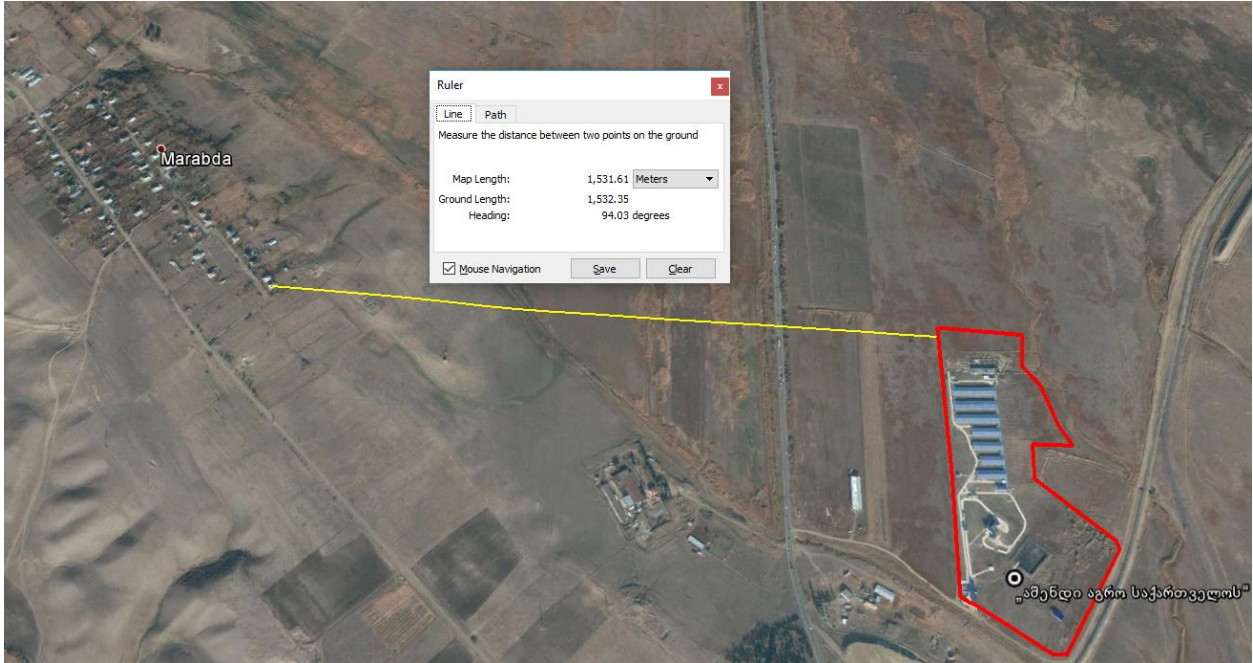 Ruler
x
Line Path
Measure the distance between two points on the ground
Marabda
Map Length: 1,531.61 Meters
Ground Length: 1,532.35
Heading: 94.03 degrees
Mouse Navigation Save Clear
„აშენდი აგრო საქართველოს“